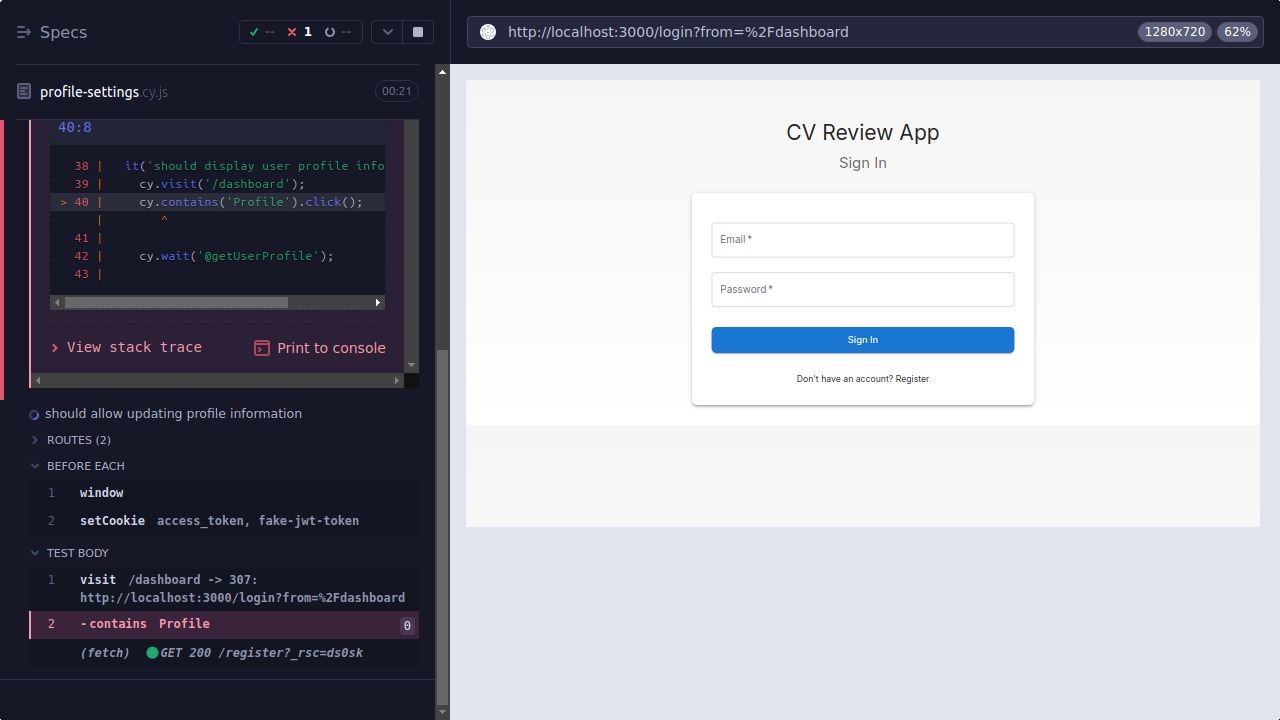 Specs
-- 1 --
profile-settings.cy.js 00:21
40:8
38 | it('should display user profile info
39 | cy.visit('/dashboard');
> 40 | cy.contains('Profile').click();
| ^
41 |
42 | cy.wait('@getUserProfile');
43 |
View stack trace
Print to console
should allow updating profile information
ROUTES (2)
BEFORE EACH
1 window
2 setCookie access_token, fake-jwt-token
TEST BODY
1 visit /dashboard -> 307:
http://localhost:3000/login?from=%2Fdashboard
2 -contains Profile 0
(fetch) GET 200 /register?_rsc=ds0sk
http://localhost:3000/login?from=%2Fdashboard 1280x720 62%
CV Review App
Sign In
Email *
Password *
Sign In
Don't have an account? Register